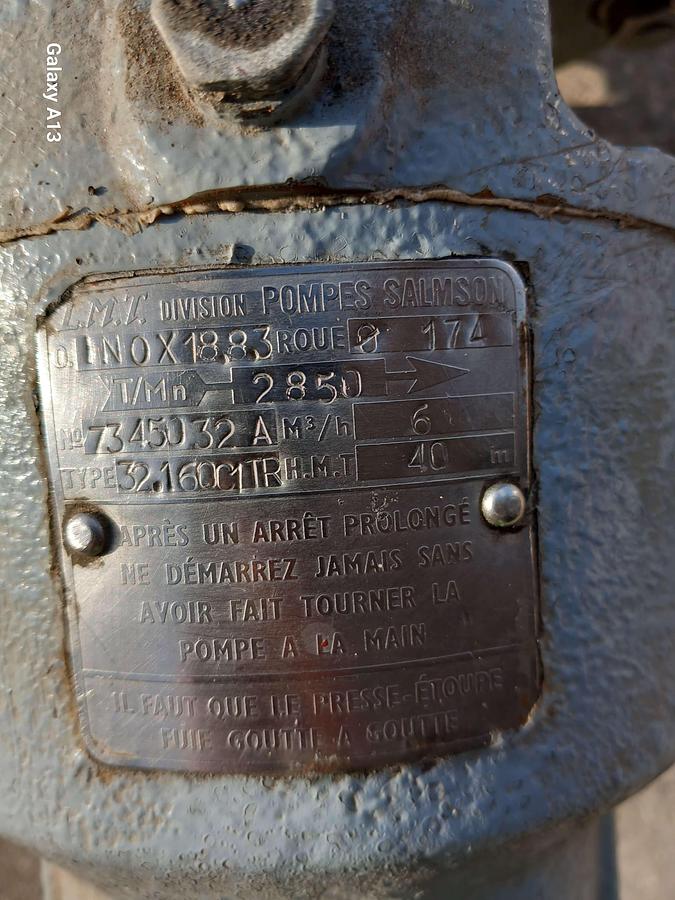 L.M.T. DIVISION POMPES SALMSON
O. INOX18.83 ROUE Ø 174
T/Mn 2850
No 7345032 A M³/h 6
TYPE 32.160C1TR H.M.T 40 m
APRÈS UN ARRÊT PROLONGÉ
NE DÉMARREZ JAMAIS SANS
AVOIR FAIT TOURNER LA
POMPE A LA MAIN
IL FAUT QUE LE PRESSE-ÉTOUPE
FUIE GOUTTE A GOUTTE
Galaxy A13